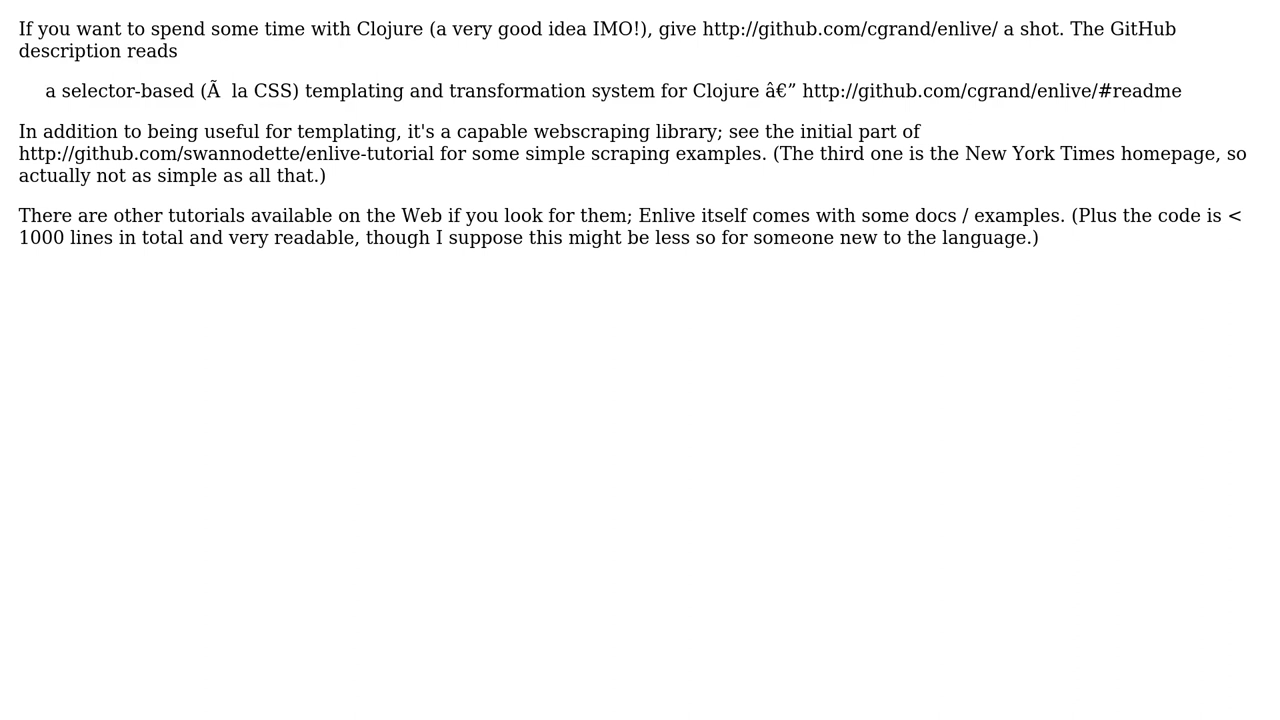 If you want to spend some time with Clojure (a very good idea IMO!), give http://github.com/cgrand/enlive/ a shot. The GitHub
description reads
a selector-based (Ã  la CSS) templating and transformation system for Clojure â€” http://github.com/cgrand/enlive/#readme
In addition to being useful for templating, it's a capable webscraping library; see the initial part of
http://github.com/swannodette/enlive-tutorial for some simple scraping examples. (The third one is the New York Times homepage, so
actually not as simple as all that.)
There are other tutorials available on the Web if you look for them; Enlive itself comes with some docs / examples. (Plus the code is <
1000 lines in total and very readable, though I suppose this might be less so for someone new to the language.)